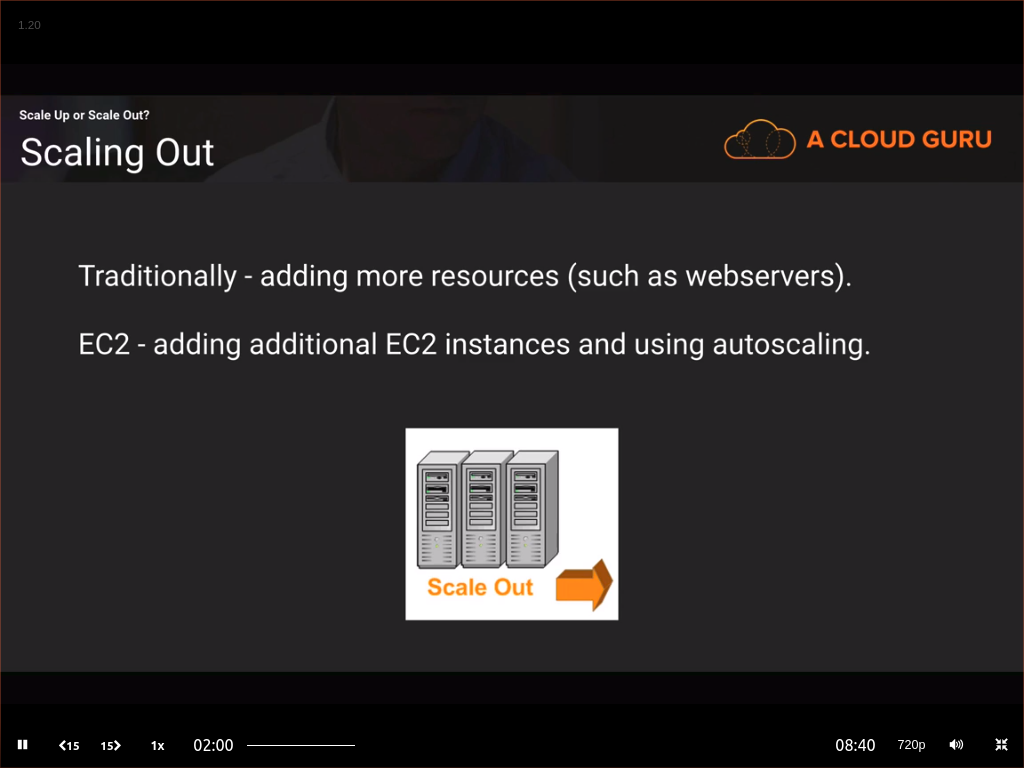 1.20
Scale Up or Scale Out?
Scaling Out
A CLOUD GURU
Traditionally - adding more resources (such as webservers).
EC2 - adding additional EC2 instances and using autoscaling.
Scale Out
15 15 1x 02:00 08:40 720p